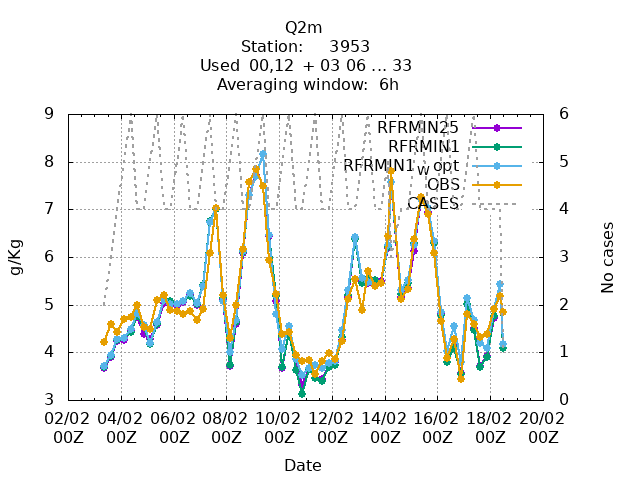 Q2m
Station: 3953
Used 00,12 + 03 06 ... 33
Averaging window: 6h
9 6
RFRMIN25
RFRMIN1
8 5
RFRMIN1_w opt
OBS
7 4
CASES
6 3
g/Kg
No cases
5 2
4 1
3 0
02/02 04/02 06/02 08/02 10/02 12/02 14/02 16/02 18/02 20/02
00Z 00Z 00Z 00Z 00Z 00Z 00Z 00Z 00Z 00Z
Date